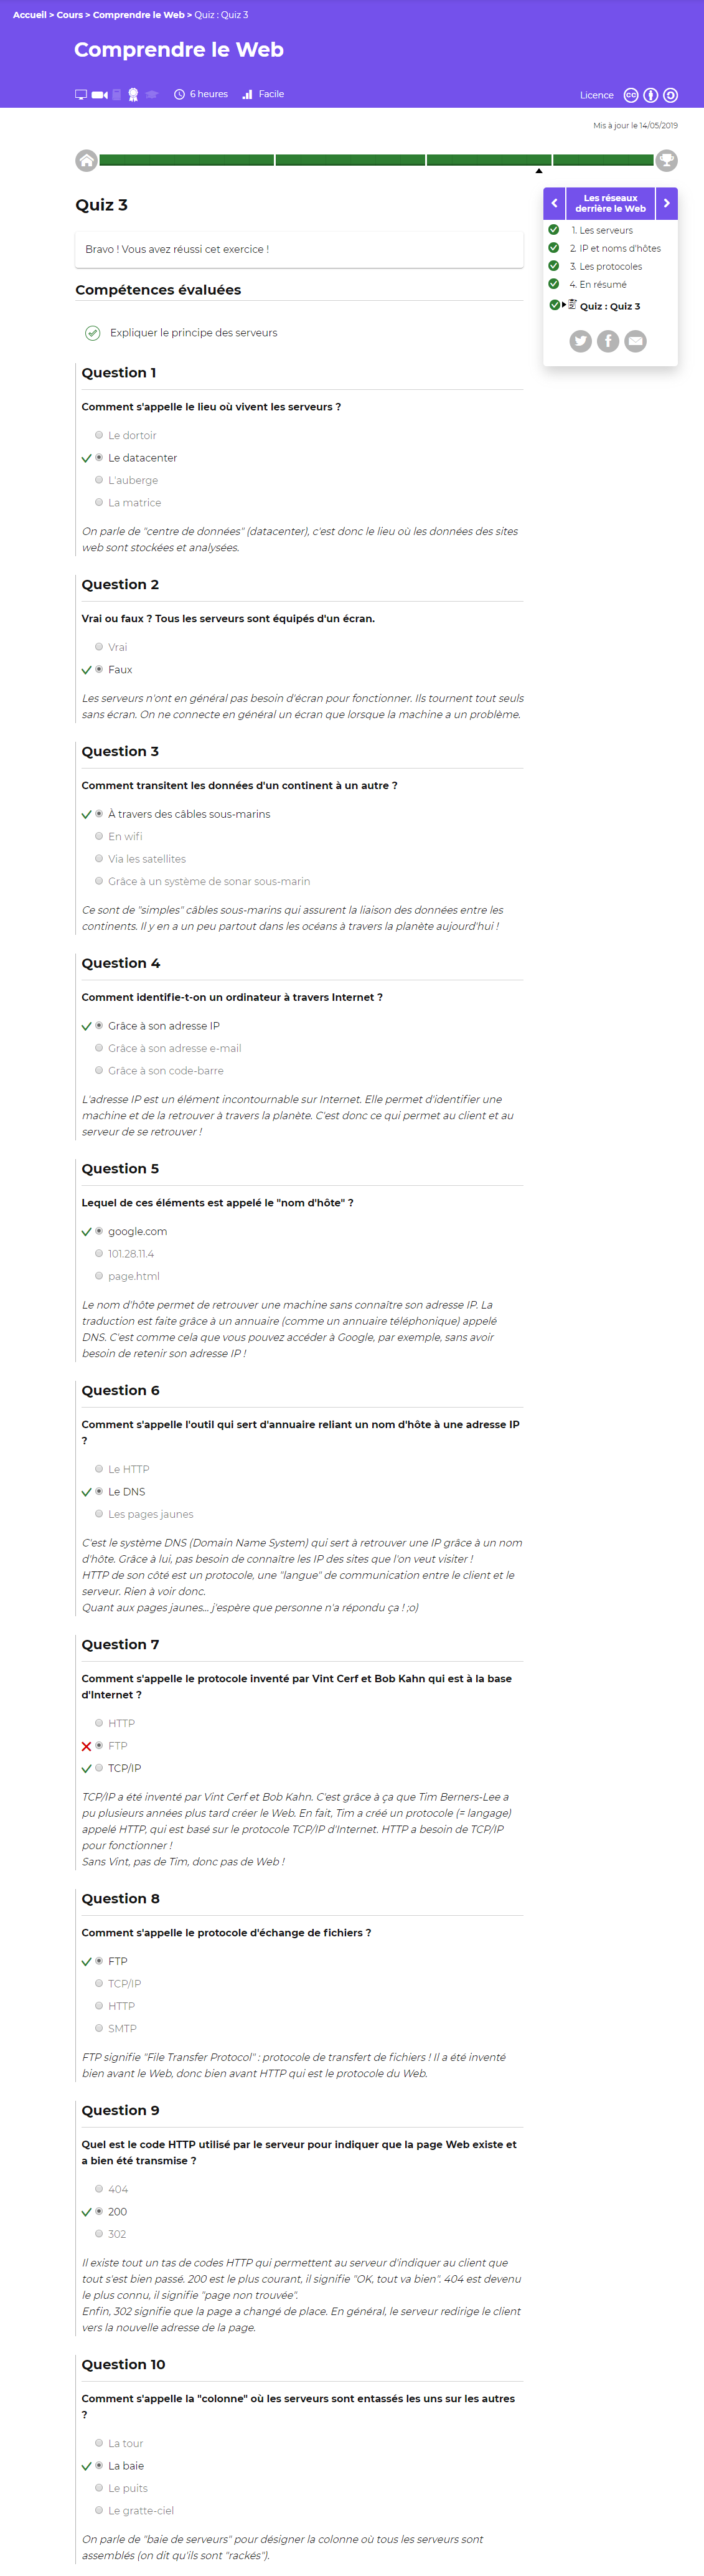 Accueil > Cours > Comprendre le Web > Quiz : Quiz 3
Comprendre le Web
6 heures
Facile
Licence
Mis à jour le 14/05/2019
Quiz 3
Bravo ! Vous avez réussi cet exercice !
Compétences évaluées
Expliquer le principe des serveurs
Les réseaux
derrière le Web
1. Les serveurs
2. IP et noms d'hôtes
3. Les protocoles
4. En résumé
Quiz : Quiz 3
Question 1
Comment s'appelle le lieu où vivent les serveurs ?
Le dortoir
Le datacenter
L'auberge
La matrice
On parle de "centre de données" (datacenter), c'est donc le lieu où les données des sites
web sont stockées et analysées.
Question 2
Vrai ou faux ? Tous les serveurs sont équipés d'un écran.
Vrai
Faux
Les serveurs n'ont en général pas besoin d'écran pour fonctionner. Ils tournent tout seuls
sans écran. On ne connecte en général un écran que lorsque la machine a un problème.
Question 3
Comment transitent les données d'un continent à un autre ?
À travers des câbles sous-marins
En wifi
Via les satellites
Grâce à un système de sonar sous-marin
Ce sont de "simples" câbles sous-marins qui assurent la liaison des données entre les
continents. Il y en a un peu partout dans les océans à travers la planète aujourd'hui !
Question 4
Comment identifie-t-on un ordinateur à travers Internet ?
Grâce à son adresse IP
Grâce à son adresse e-mail
Grâce à son code-barre
L'adresse IP est un élément incontournable sur Internet. Elle permet d'identifier une
machine et de la retrouver à travers la planète. C'est donc ce qui permet au client et au
serveur de se retrouver !
Question 5
Lequel de ces éléments est appelé le "nom d'hôte" ?
google.com
101.28.11.4
page.html
Le nom d'hôte permet de retrouver une machine sans connaître son adresse IP. La
traduction est faite grâce à un annuaire (comme un annuaire téléphonique) appelé
DNS. C'est comme cela que vous pouvez accéder à Google, par exemple, sans avoir
besoin de retenir son adresse IP !
Question 6
Comment s'appelle l'outil qui sert d'annuaire reliant un nom d'hôte à une adresse IP
?
Le HTTP
Le DNS
Les pages jaunes
C'est le système DNS (Domain Name System) qui sert à retrouver une IP grâce à un nom
d'hôte. Grâce à lui, pas besoin de connaître les IP des sites que l'on veut visiter !
HTTP de son côté est un protocole, une "langue" de communication entre le client et le
serveur. Rien à voir donc.
Quant aux pages jaunes... j'espère que personne n'a répondu ça ! ;o)
Question 7
Comment s'appelle le protocole inventé par Vint Cerf et Bob Kahn qui est à la base
d'Internet ?
HTTP
FTP
TCP/IP
TCP/IP a été inventé par Vint Cerf et Bob Kahn. C'est grâce à ça que Tim Berners-Lee a
pu plusieurs années plus tard créer le Web. En fait, Tim a créé un protocole (= langage)
appelé HTTP, qui est basé sur le protocole TCP/IP d'Internet. HTTP a besoin de TCP/IP
pour fonctionner !
Sans Vint, pas de Tim, donc pas de Web !
Question 8
Comment s'appelle le protocole d'échange de fichiers ?
FTP
TCP/IP
HTTP
SMTP
FTP signifie "File Transfer Protocol" : protocole de transfert de fichiers ! Il a été inventé
bien avant le Web, donc bien avant HTTP qui est le protocole du Web.
Question 9
Quel est le code HTTP utilisé par le serveur pour indiquer que la page Web existe et
a bien été transmise ?
404
200
302
Il existe tout un tas de codes HTTP qui permettent au serveur d'indiquer au client que
tout s'est bien passé. 200 est le plus courant, il signifie "OK, tout va bien". 404 est devenu
le plus connu, il signifie "page non trouvée".
Enfin, 302 signifie que la page a changé de place. En général, le serveur redirige le client
vers la nouvelle adresse de la page.
Question 10
Comment s'appelle la "colonne" où les serveurs sont entassés les uns sur les autres
?
La tour
La baie
Le puits
Le gratte-ciel
On parle de "baie de serveurs" pour désigner la colonne où tous les serveurs sont
assemblés (on dit qu'ils sont "rackés").